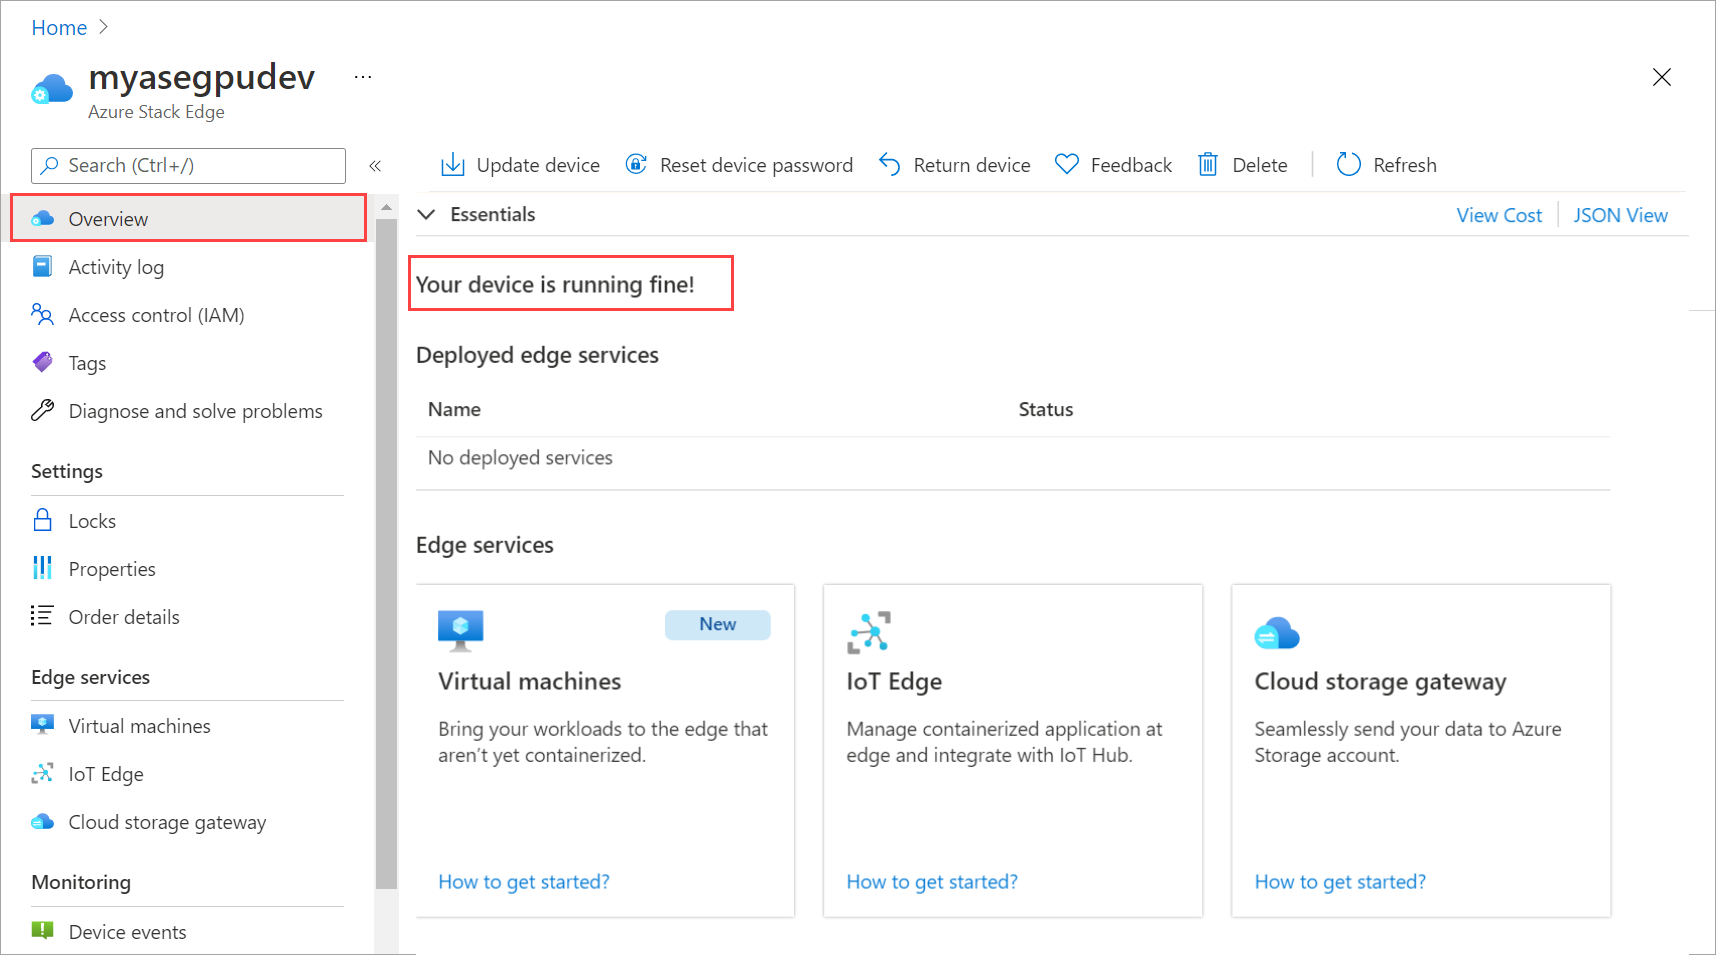 Home
myasegpudev ...
Azure Stack Edge
Search (Ctrl+/)
«
Update device
Reset device password
Return device
Feedback
Delete
Refresh
Overview
Activity log
Access control (IAM)
Tags
Diagnose and solve problems
Settings
Locks
Properties
Order details
Edge services
Virtual machines
IoT Edge
Cloud storage gateway
Monitoring
Device events
Essentials
View Cost
JSON View
Your device is running fine!
Deployed edge services
Name Status
No deployed services
Edge services
New
Virtual machines
Bring your workloads to the edge that
aren't yet containerized.
How to get started?
IoT Edge
Manage containerized application at
edge and integrate with IoT Hub.
How to get started?
Cloud storage gateway
Seamlessly send your data to Azure
Storage account.
How to get started?